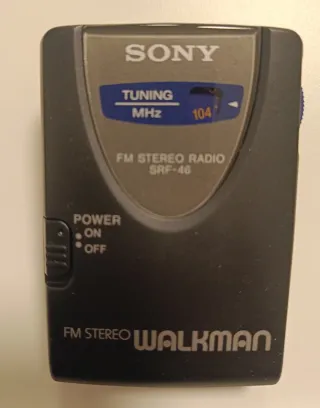 SONY
TUNING
MHz
104
FM STEREO RADIO
SRF-46
POWER
ON
OFF
FM STEREO WALKMAN